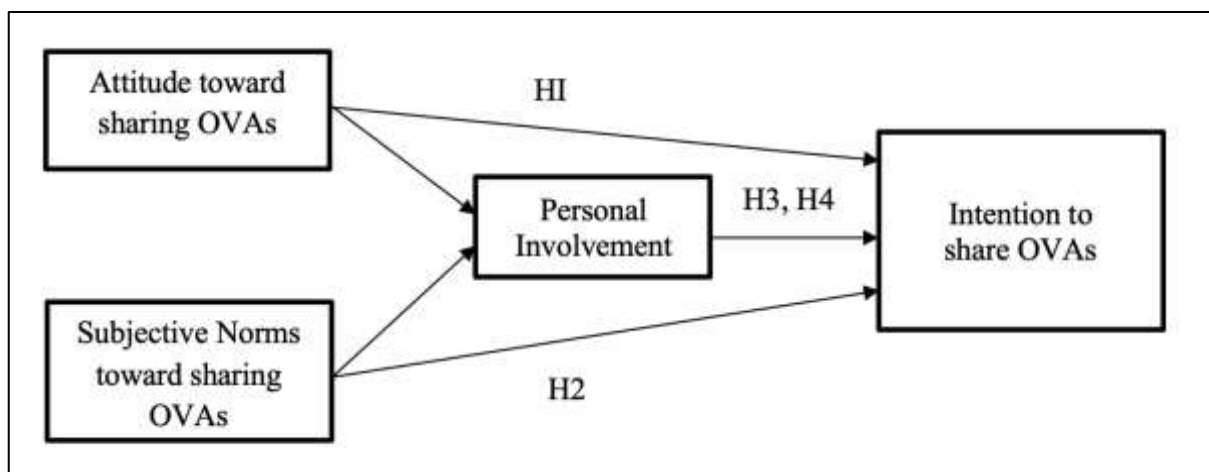 Attitude toward
sharing OVAs
HI
H3, H4
Personal
Involvement
Intention to
share OVAs
Subjective Norms
toward sharing
OVAs
H2